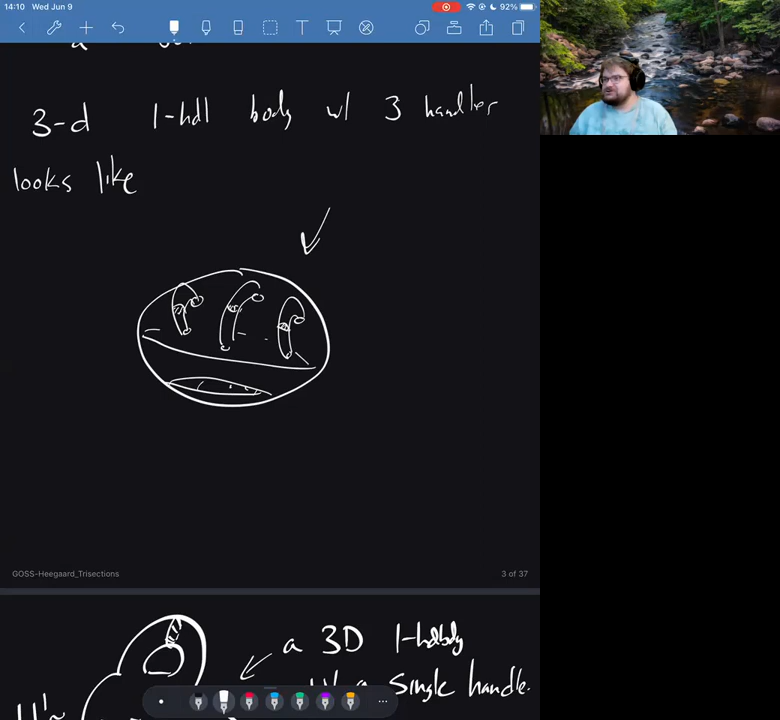 14:10 Wed Jun 9
92%
3-d 1-hdl body w/ 3 handles
looks like
GOSS-Heegaard_Trisections
3 of 37
a 3D 1-hdbody
w/ a single handle.